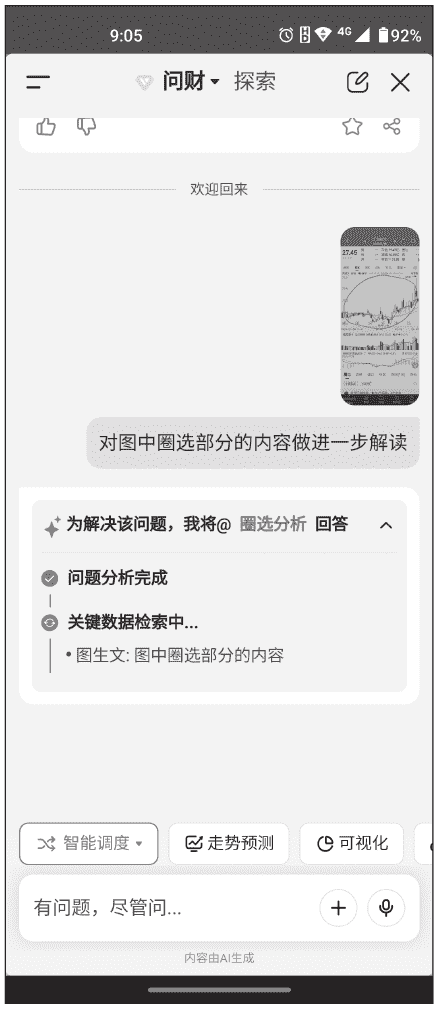 9:05
4G
92%
问财 探索
欢迎回来
27.45
对图中圈选部分的内容做进一步解读
为解决该问题，我将@ 圈选分析 回答
问题分析完成
关键数据检索中...
• 图生文: 图中圈选部分的内容
智能调度
走势预测
可视化
有问题，尽管问...
内容由AI生成